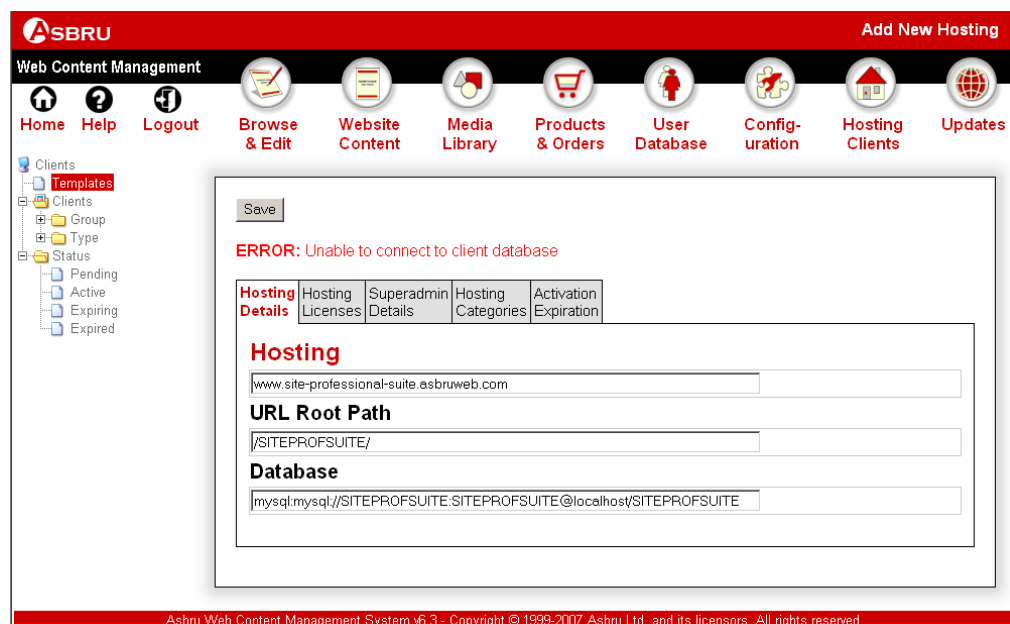 ASBRU
Add New Hosting
Web Content Management
Home Help Logout
Browse & Edit
Website Content
Media Library
Products & Orders
User Database
Config-uration
Hosting Clients
Updates
Clients
Templates
Clients
Group
Type
Status
Pending
Active
Expiring
Expired
Save
ERROR: Unable to connect to client database
Hosting Details
Hosting Licenses
Superadmin Details
Hosting Categories
Activation Expiration
Hosting
www.site-professional-suite.asbruweb.com
URL Root Path
/SITEPROFSUITE/
Database
mysql:mysql://SITEPROFSUITE:SITEPROFSUITE@localhost/SITEPROFSUITE
Asbru Web Content Management System v6.3 - Copyright © 1999-2007 Asbru Ltd. and its licensors. All rights reserved